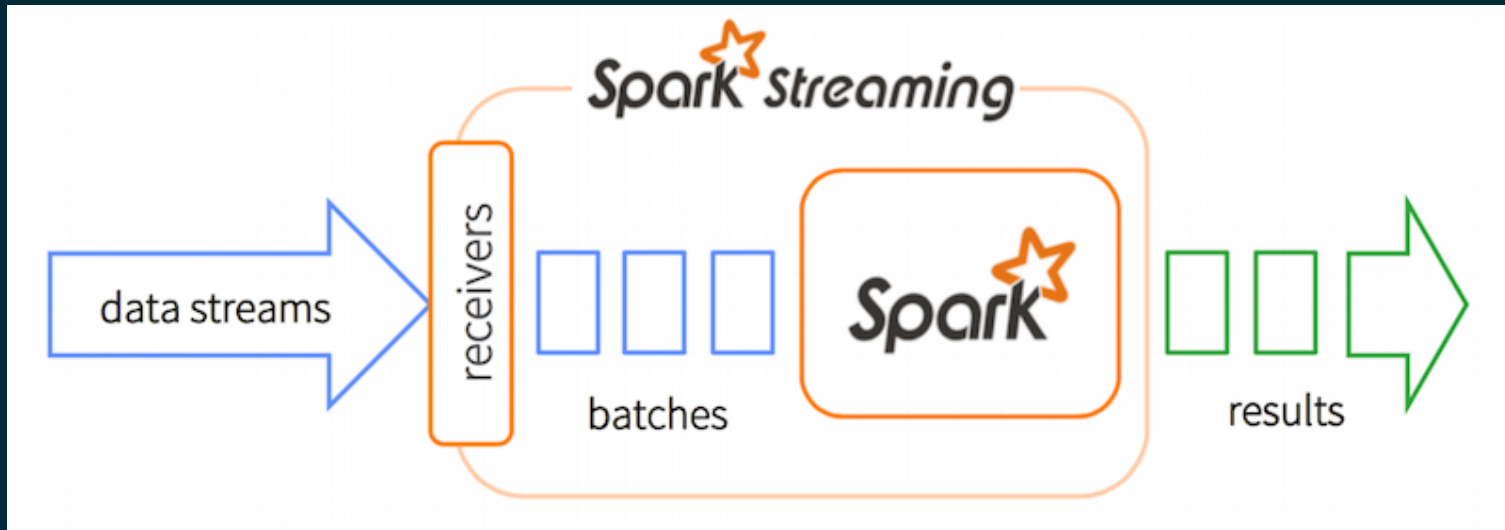 Spark Streaming
data streams
receivers
batches
Spark
results